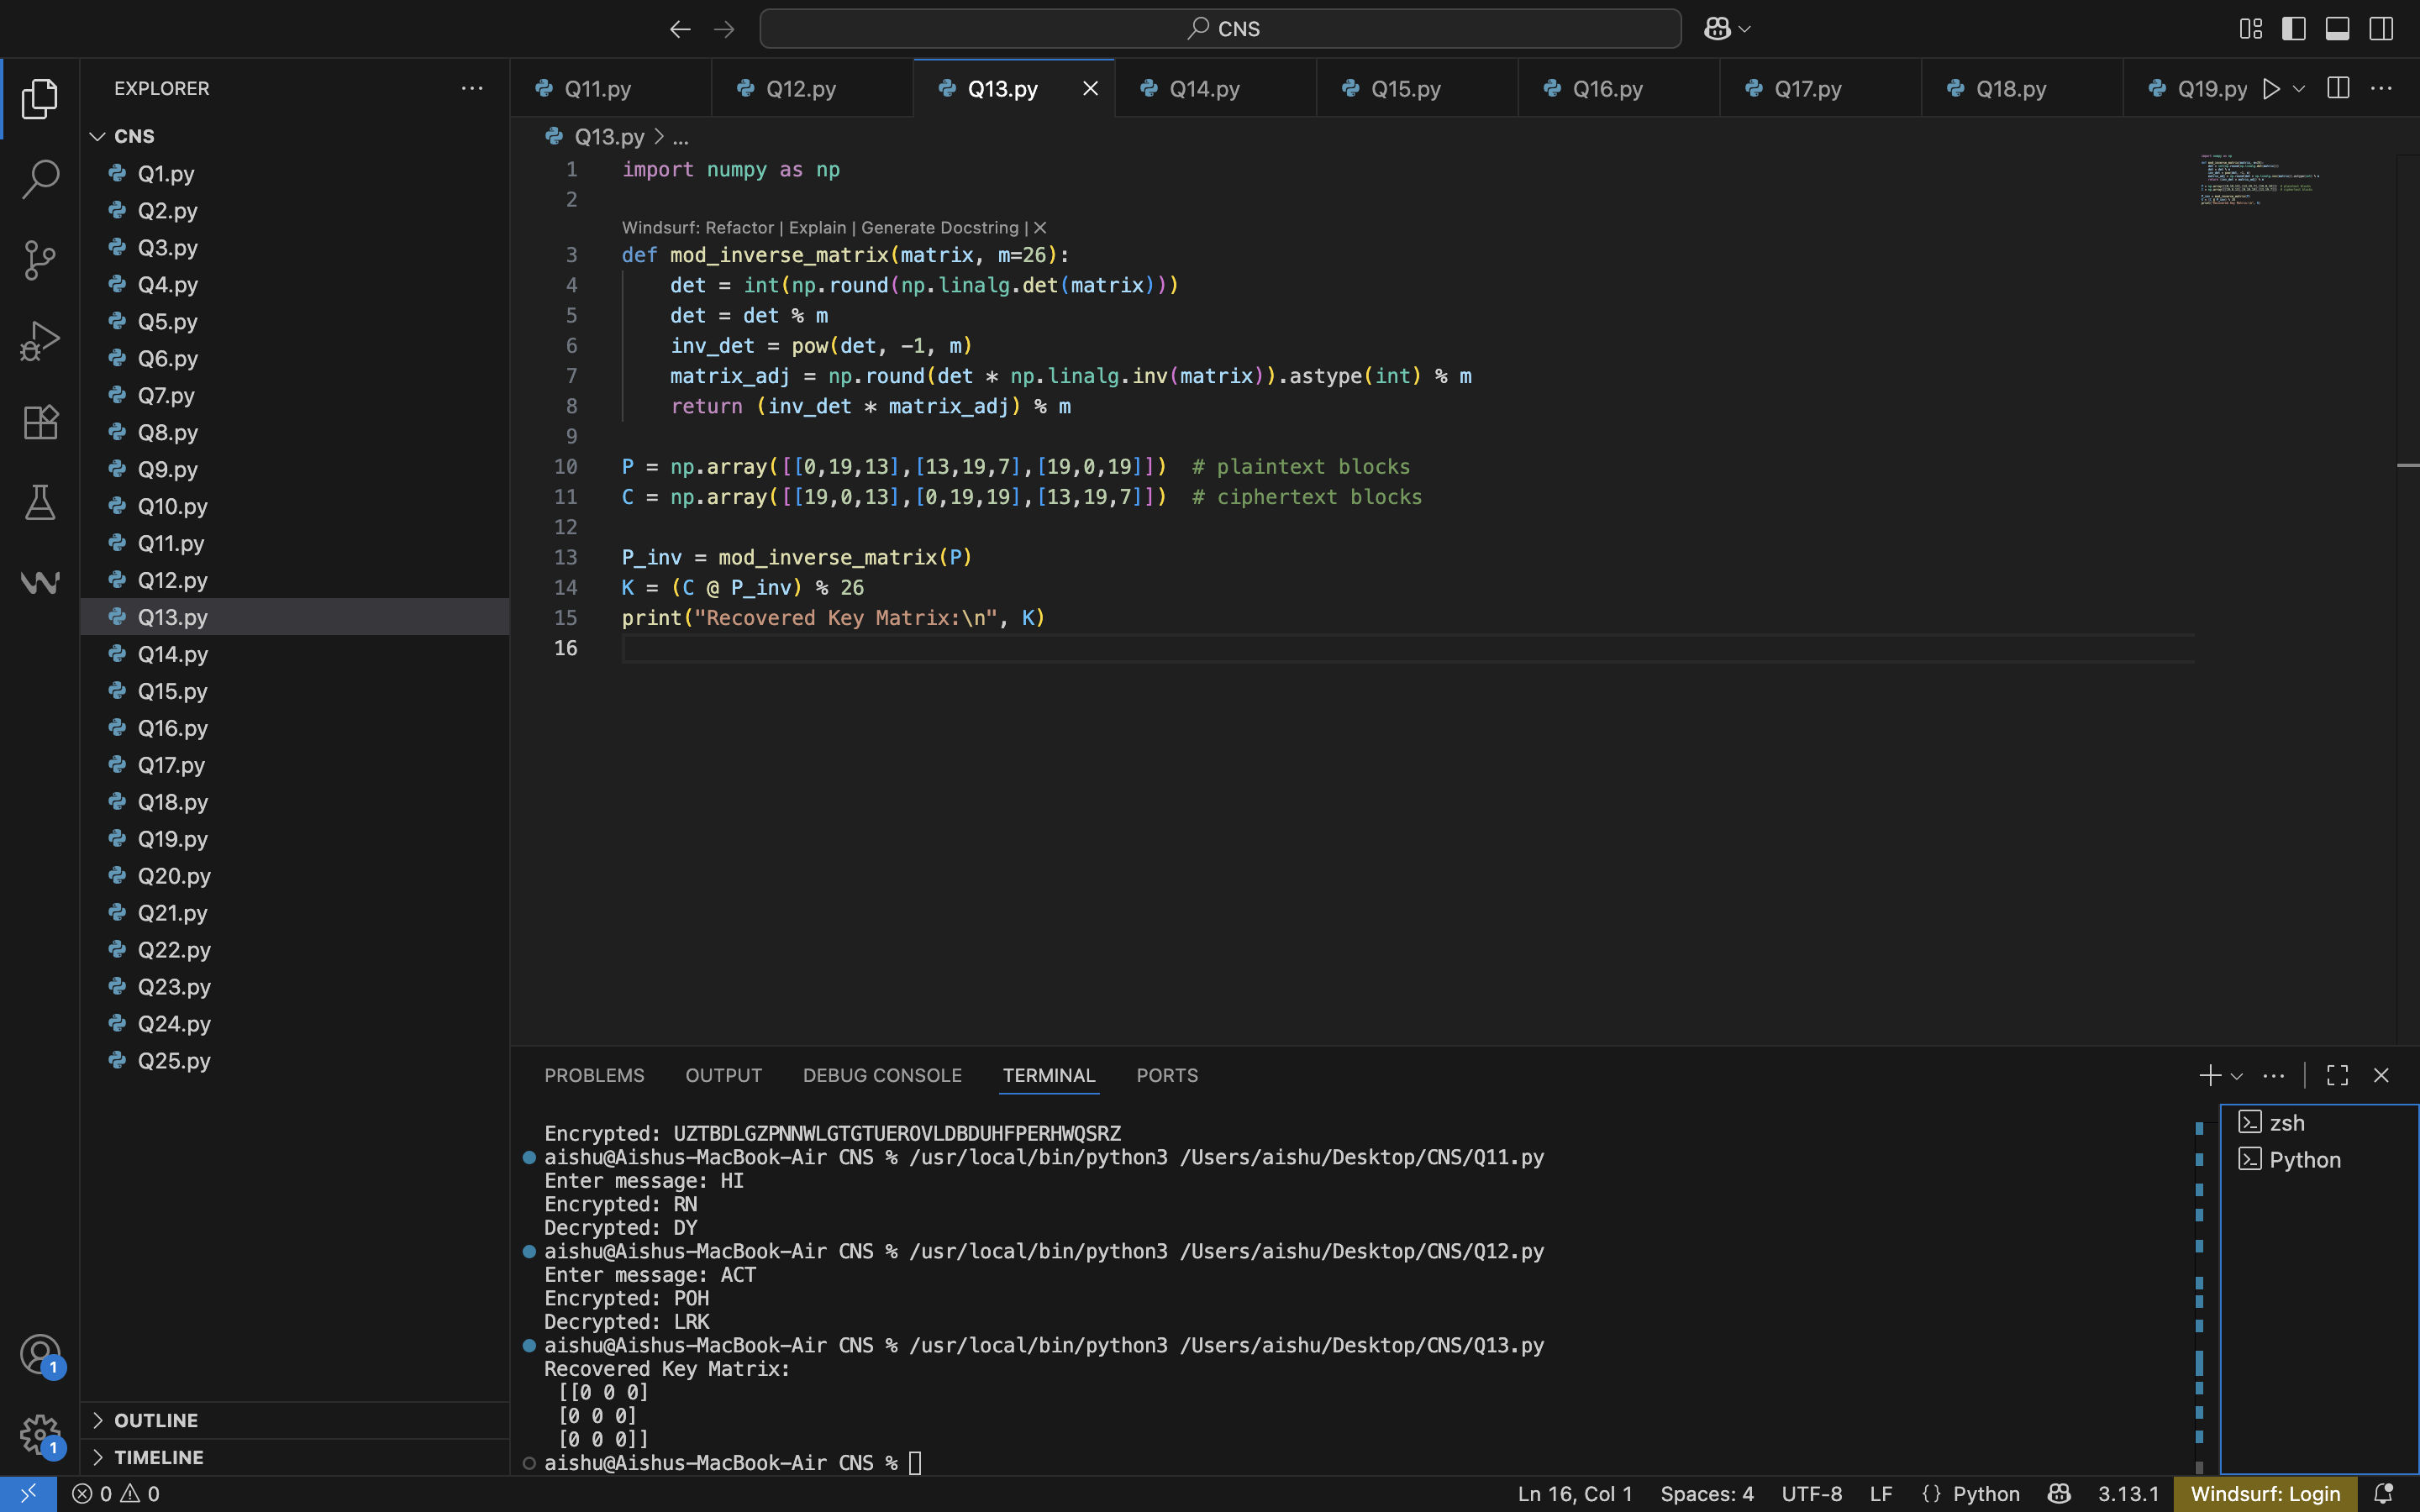 CNS
EXPLORER
CNS
Q1.py
Q2.py
Q3.py
Q4.py
Q5.py
Q6.py
Q7.py
Q8.py
Q9.py
Q10.py
Q11.py
Q12.py
Q13.py
Q14.py
Q15.py
Q16.py
Q17.py
Q18.py
Q19.py
Q20.py
Q21.py
Q22.py
Q23.py
Q24.py
Q25.py
OUTLINE
TIMELINE
1
1
Q11.py Q12.py Q13.py Q14.py Q15.py Q16.py Q17.py Q18.py Q19.py
Q13.py > ...
1 import numpy as np
2
Windsurf: Refactor | Explain | Generate Docstring | ×
3 def mod_inverse_matrix(matrix, m=26):
4     det = int(np.round(np.linalg.det(matrix)))
5     det = det % m
6     inv_det = pow(det, -1, m)
7     matrix_adj = np.round(det * np.linalg.inv(matrix)).astype(int) % m
8     return (inv_det * matrix_adj) % m
9
10 P = np.array([[0,19,13],[13,19,7],[19,0,19]])  # plaintext blocks
11 C = np.array([[19,0,13],[0,19,19],[13,19,7]])  # ciphertext blocks
12
13 P_inv = mod_inverse_matrix(P)
14 K = (C @ P_inv) % 26
15 print("Recovered Key Matrix:\n", K)
16
PROBLEMS OUTPUT DEBUG CONSOLE TERMINAL PORTS
Encrypted: UZTBDLGZPNNWLGTGTUEROVLDBDUHFPERHWQSRZ
aishu@Aishus-MacBook-Air CNS % /usr/local/bin/python3 /Users/aishu/Desktop/CNS/Q11.py
Enter message: HI
Encrypted: RN
Decrypted: DY
aishu@Aishus-MacBook-Air CNS % /usr/local/bin/python3 /Users/aishu/Desktop/CNS/Q12.py
Enter message: ACT
Encrypted: POH
Decrypted: LRK
aishu@Aishus-MacBook-Air CNS % /usr/local/bin/python3 /Users/aishu/Desktop/CNS/Q13.py
Recovered Key Matrix:
 [[0 0 0]
 [0 0 0]
 [0 0 0]]
aishu@Aishus-MacBook-Air CNS %
zsh
Python
0 0
Ln 16, Col 1 Spaces: 4 UTF-8 LF {} Python 3.13.1 Windsurf: Login